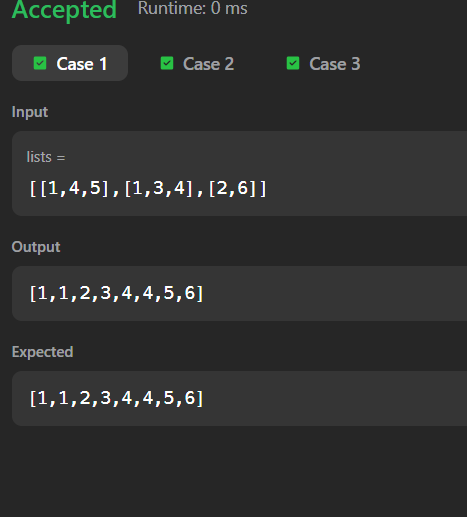 Accepted Runtime: 0 ms
Case 1 Case 2 Case 3
Input
lists =
[[1,4,5],[1,3,4],[2,6]]
Output
[1,1,2,3,4,4,5,6]
Expected
[1,1,2,3,4,4,5,6]